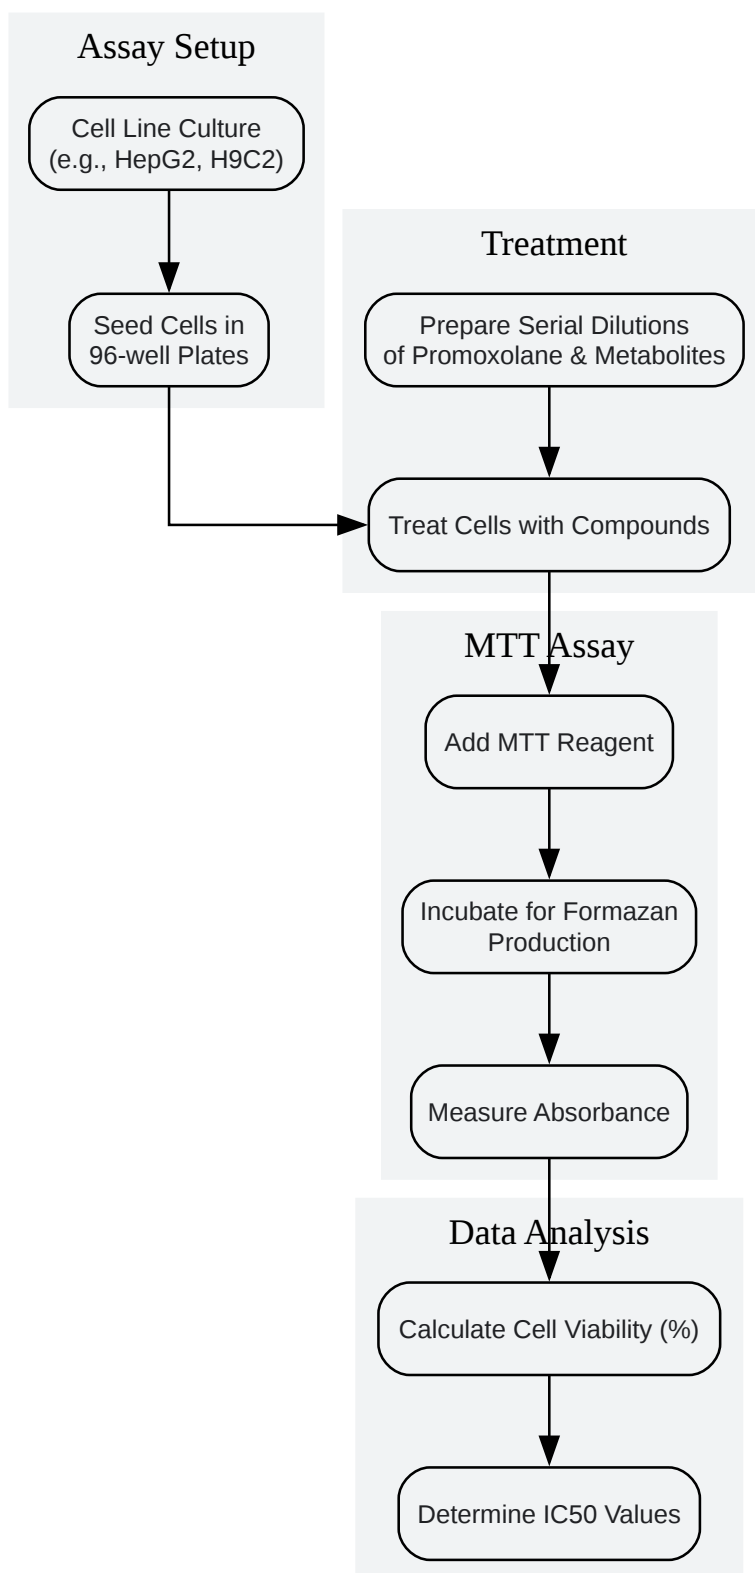 Assay Setup
Cell Line Culture
(e.g., HepG2, H9C2)
Seed Cells in
96-well Plates
Treatment
Prepare Serial Dilutions
of Promoxolane & Metabolites
Treat Cells with Compounds
MTT Assay
Add MTT Reagent
Incubate for Formazan
Production
Measure Absorbance
Data Analysis
Calculate Cell Viability (%)
Determine IC50 Values